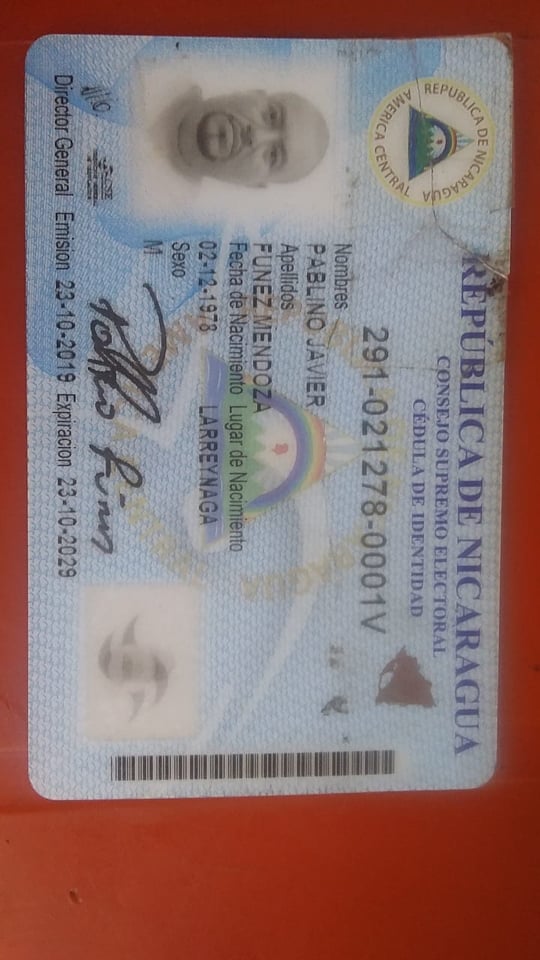 REPÚBLICA DE NICARAGUA
CONSEJO SUPREMO ELECTORAL
CÉDULA DE IDENTIDAD
REPUBLICA DE NICARAGUA
AMERICA CENTRAL
291-021278-0001V
Nombres
PABLINO JAVIER
Apellidos
FUNEZ MENDOZA
Fecha de Nacimiento Lugar de Nacimiento
02-12-1978 LARREYNAGA
Sexo
M
Director General Emision 23-10-2019 Expiracion 23-10-2029